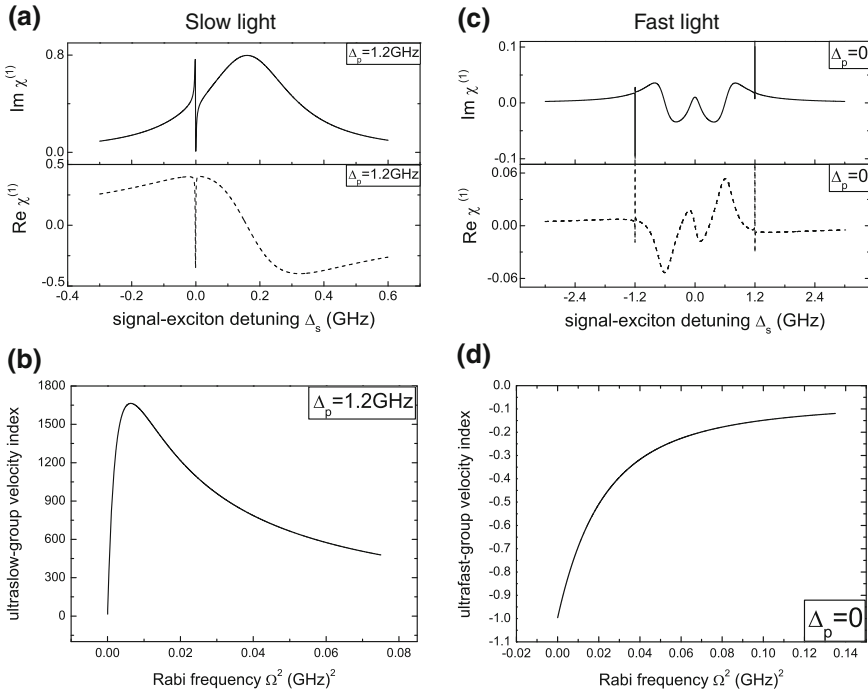 (a) Slow light
Δp=1.2GHz
0.8
0.0
Im χ(1)
Δp=1.2GHz
0.5
0.0
-0.5
Re χ(1)
-0.4 -0.2 0.0 0.2 0.4 0.6
signal-exciton detuning Δs (GHz)
(c) Fast light
Δp=0
0.1
0.0
-0.1
Im χ(1)
Δp=0
0.06
0.00
-0.06
Re χ(1)
-2.4 -1.2 0.0 1.2 2.4
signal-exciton detuning Δs (GHz)
(b)
Δp=1.2GHz
1800
1500
1200
900
600
300
0
ultraslow-group velocity index
0.00 0.02 0.04 0.06 0.08
Rabi frequency Ω² (GHz)²
(d)
0.0
-0.1
-0.2
-0.3
-0.4
-0.5
-0.6
-0.7
-0.8
-0.9
-1.0
-1.1
ultrafast-group velocity index
Δp=0
-0.02 0.00 0.02 0.04 0.06 0.08 0.10 0.12 0.14
Rabi frequency Ω² (GHz)²